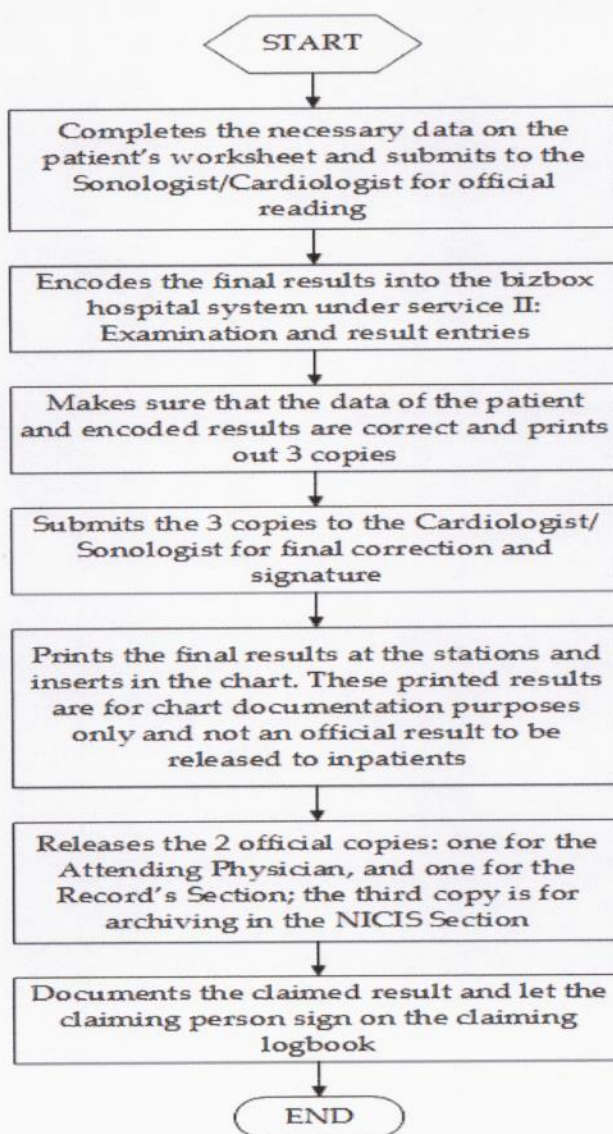 START
Completes the necessary data on the
patient's worksheet and submits to the
Sonologist/Cardiologist for official
reading
Encodes the final results into the bizbox
hospital system under service II:
Examination and result entries
Makes sure that the data of the patient
and encoded results are correct and prints
out 3 copies
Submits the 3 copies to the Cardiologist/
Sonologist for final correction and
signature
Prints the final results at the stations and
inserts in the chart. These printed results
are for chart documentation purposes
only and not an official result to be
released to inpatients
Releases the 2 official copies: one for the
Attending Physician, and one for the
Record's Section; the third copy is for
archiving in the NICIS Section
Documents the claimed result and let the
claiming person sign on the claiming
logbook
END